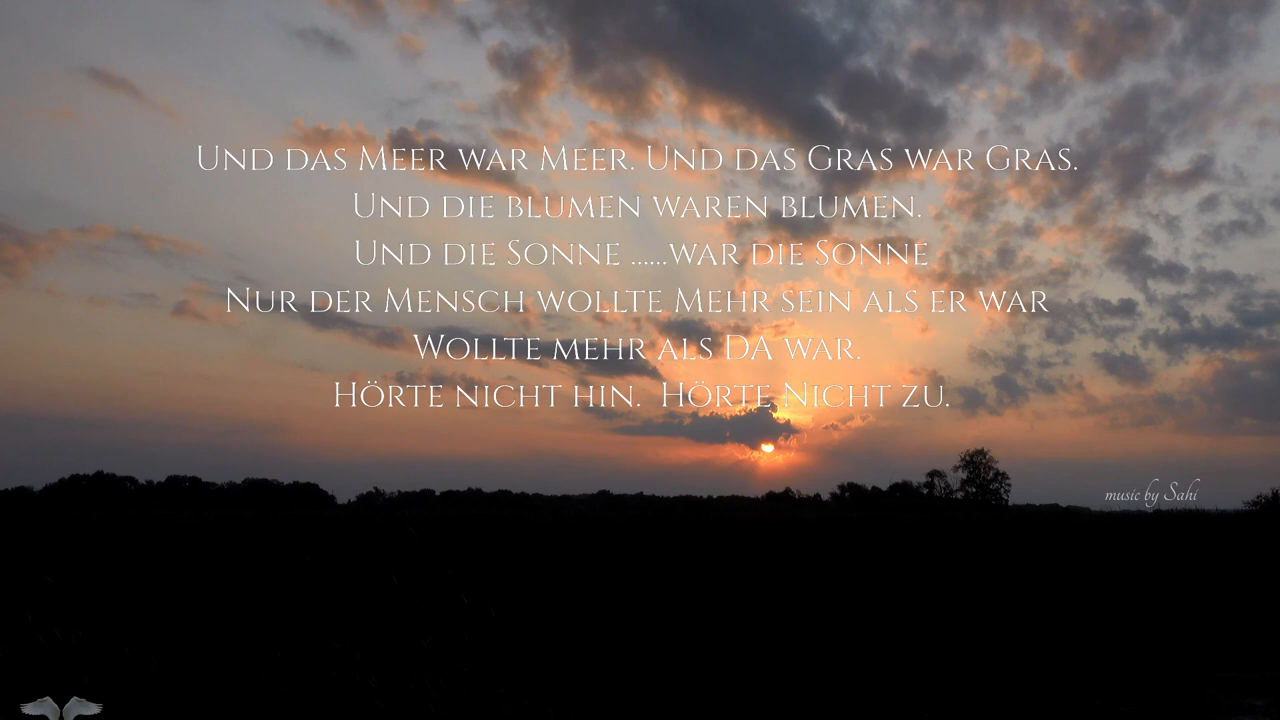 Und das Meer war Meer. Und das Gras war Gras.
Und die blumen waren blumen.
Und die Sonne ......war die Sonne
Nur der Mensch wollte Mehr sein als er war
Wollte mehr als DA war.
Hörte nicht hin.  Hörte Nicht zu.
music by Sahi